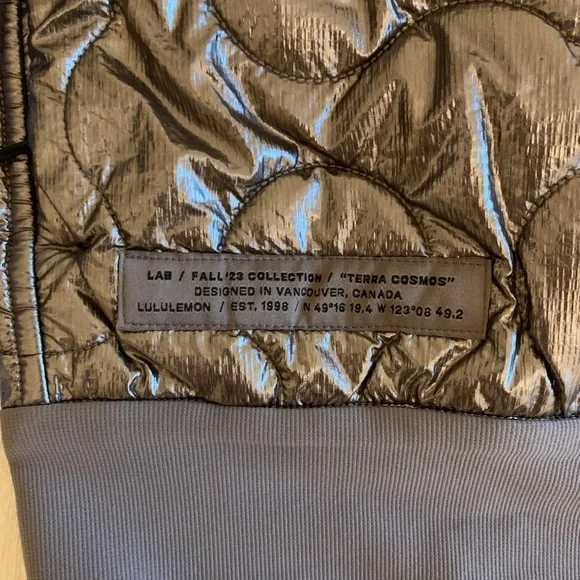 LAB / FALL'23 COLLECTION / "TERRA COSMOS"
DESIGNED IN VANCOUVER, CANADA
LULULEMON / EST. 1998 / N 49°16 19.4 W 123°08 49.2